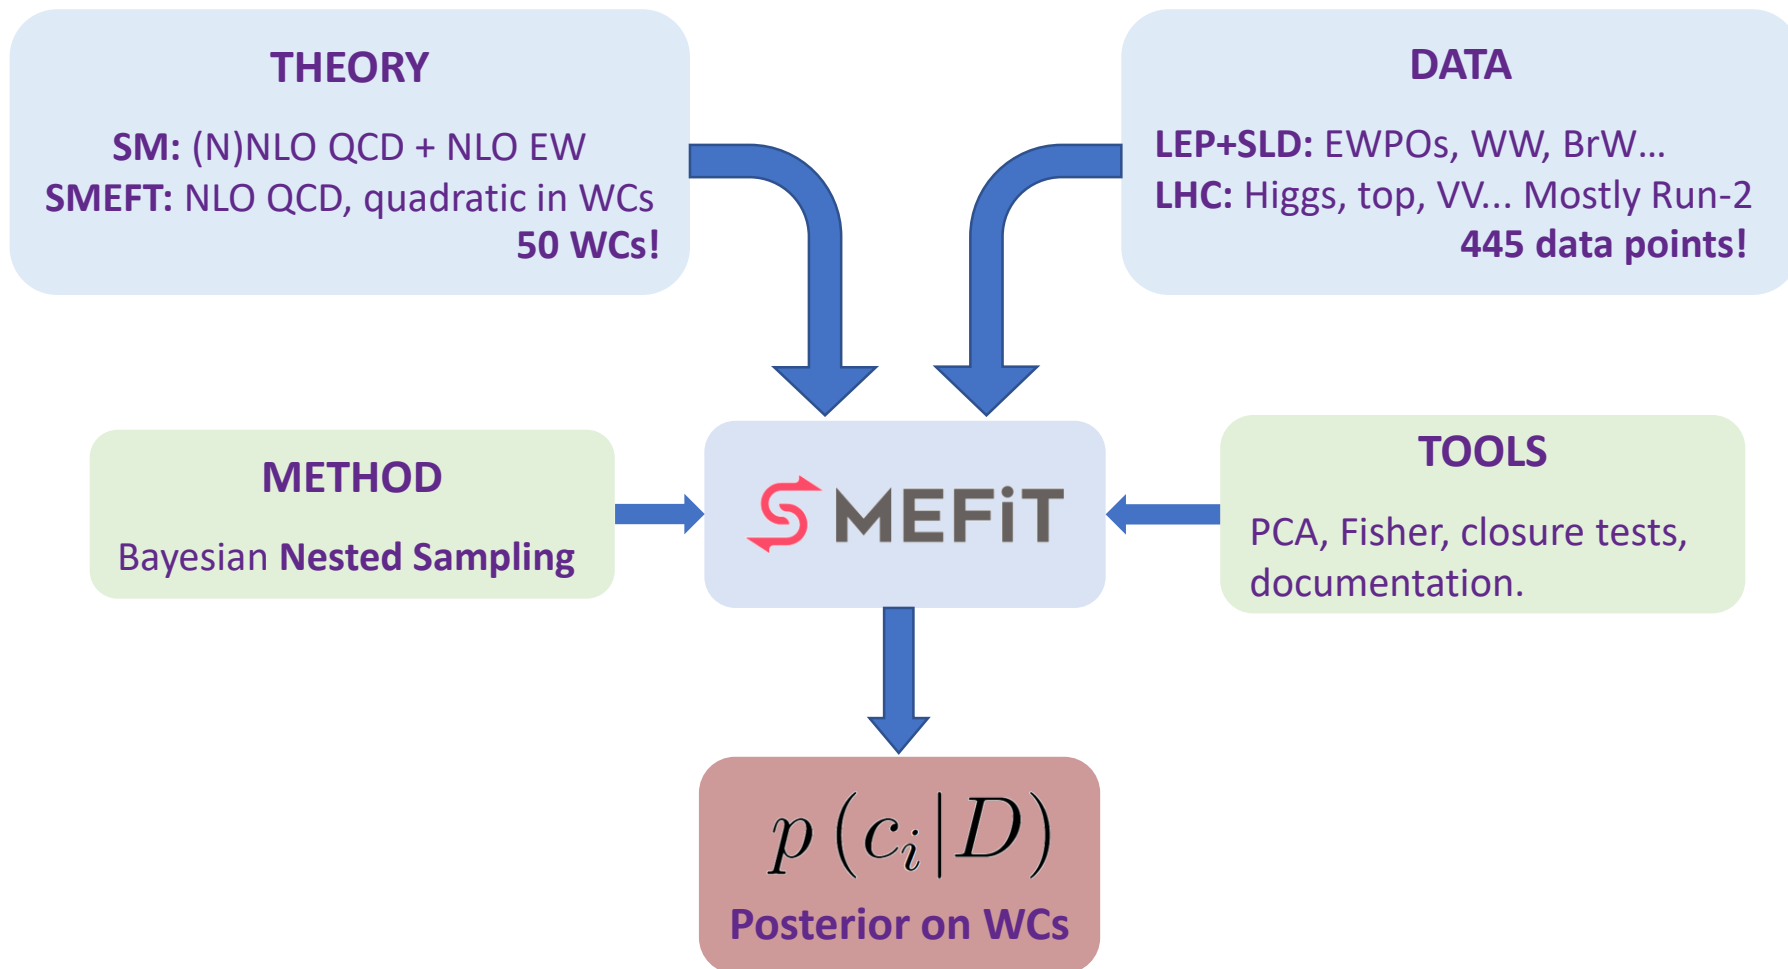 THEORY
SM: (N)NLO QCD + NLO EW
SMEFT: NLO QCD, quadratic in WCs
50 WCs!
DATA
LEP+SLD: EWPOs, WW, BrW...
LHC: Higgs, top, VV... Mostly Run-2
445 data points!
METHOD
Bayesian Nested Sampling
SMEFiT
TOOLS
PCA, Fisher, closure tests,
documentation.
p (c_i|D)
Posterior on WCs